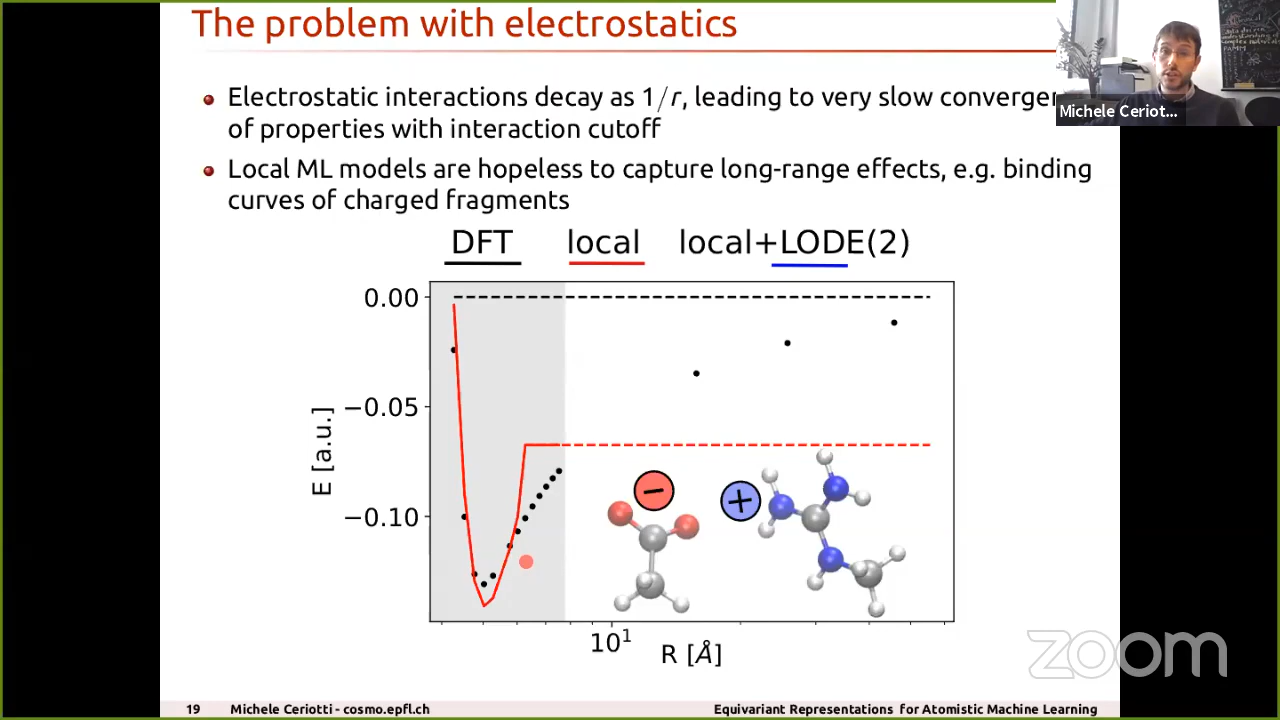 The problem with electrostatics
Electrostatic interactions decay as 1/r, leading to very slow
of properties with interaction cutoff
Local ML models are hopeless to capture long-range effects, e.g. binding
curves of charged fragments
Michele Ceriot...
DFT local local+LODE(2)
0.00
−0.05
−0.10
E [a.u.]
− +
10¹
R [Å]
zoom
19 Michele Ceriotti - cosmo.epfl.ch Equivariant Representations for Atomistic Machine Learning